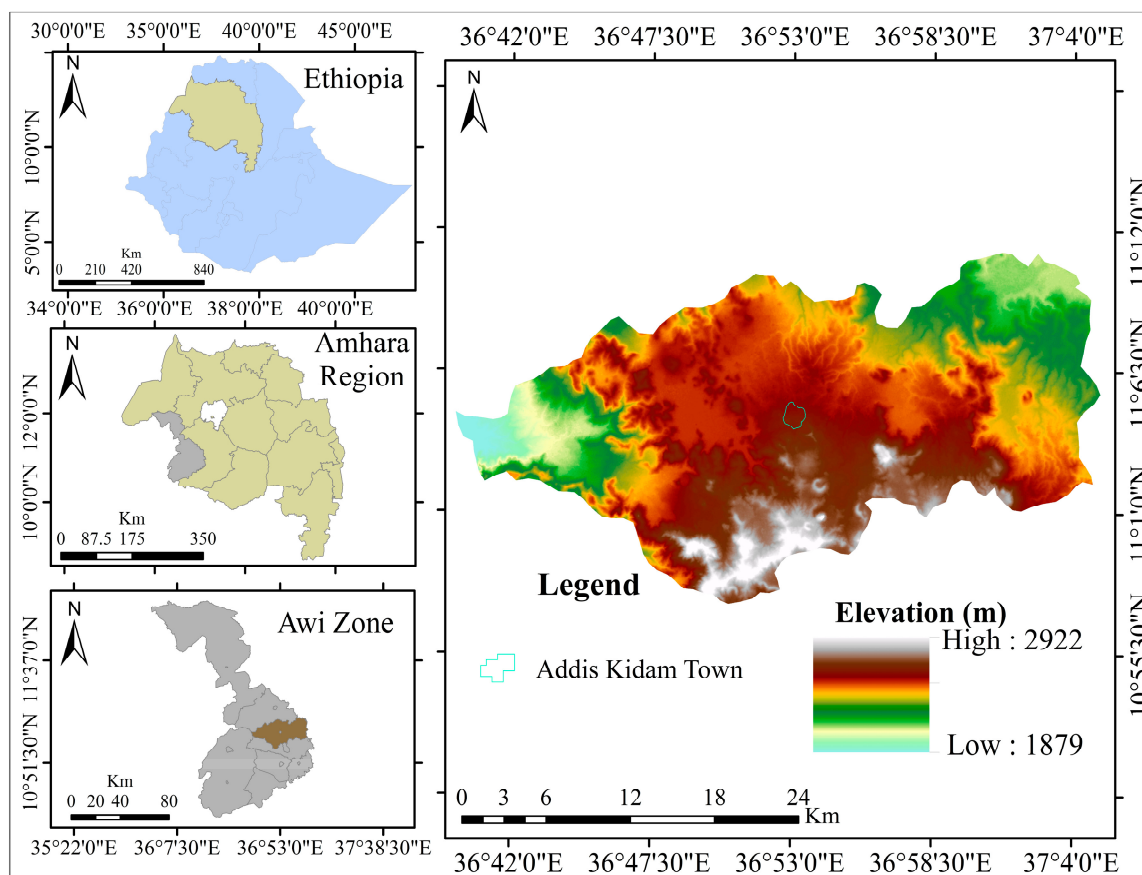 30°0'0"E 35°0'0"E 40°0'0"E 45°0'0"E
N
Ethiopia
10°0'0"N
5°0'0"N
Km
0 210 420 840
34°0'0"E 36°0'0"E 38°0'0"E 40°0'0"E
N
Amhara
Region
12°0'0"N
10°0'0"N
Km
0 87.5 175 350
N
Awi Zone
11°37'0"N
10°51'30"N
Km
0 20 40 80
35°22'0"E 36°7'30"E 36°53'0"E 37°38'30"E
36°42'0"E 36°47'30"E 36°53'0"E 36°58'30"E 37°4'0"E
N
11°12'0"N
11°6'30"N
11°1'0"N
10°55'30"N
Legend
Addis Kidam Town
Elevation (m)
High : 2922
Low : 1879
0 3 6 12 18 24
Km
36°42'0"E 36°47'30"E 36°53'0"E 36°58'30"E 37°4'0"E